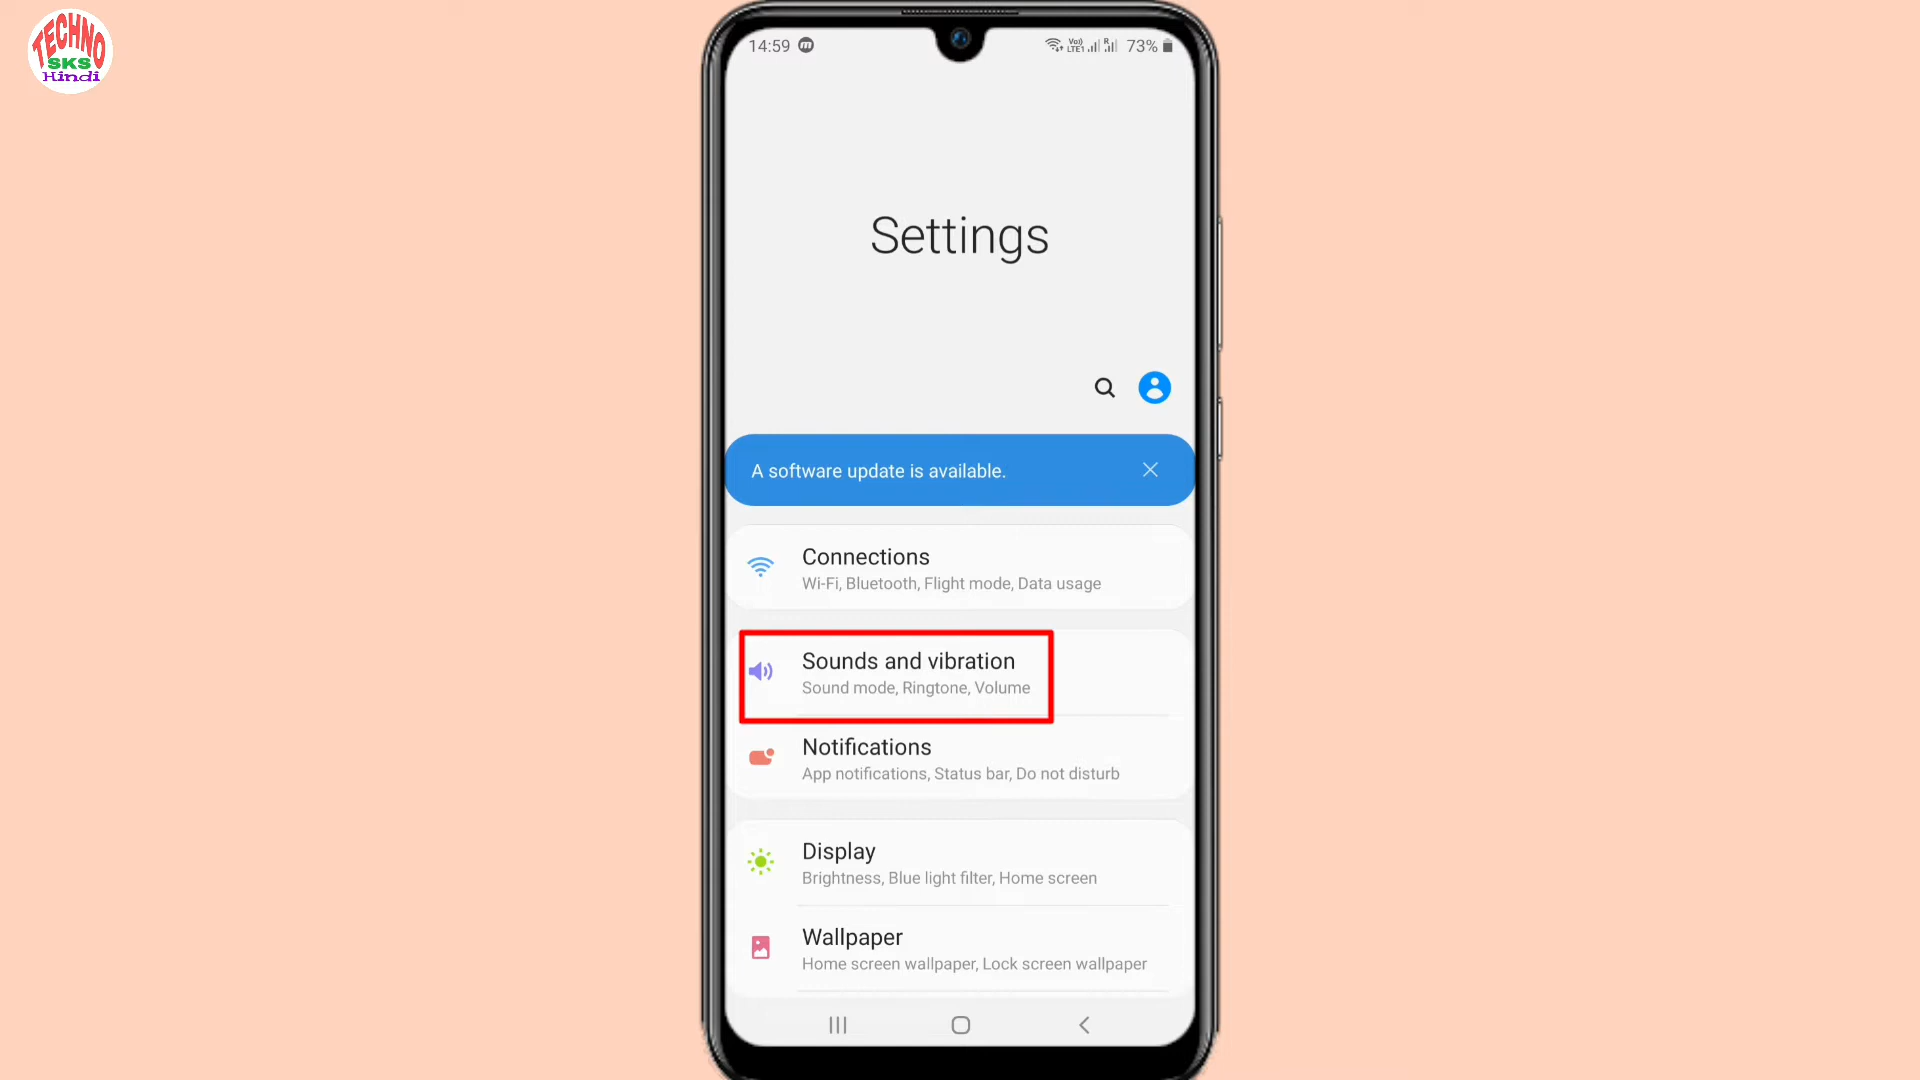 TECHNO
SKS
Hindi
14:59
Vo))
LTE1
R
73%
Settings
A software update is available.
Connections
Wi-Fi, Bluetooth, Flight mode, Data usage
Sounds and vibration
Sound mode, Ringtone, Volume
Notifications
App notifications, Status bar, Do not disturb
Display
Brightness, Blue light filter, Home screen
Wallpaper
Home screen wallpaper, Lock screen wallpaper